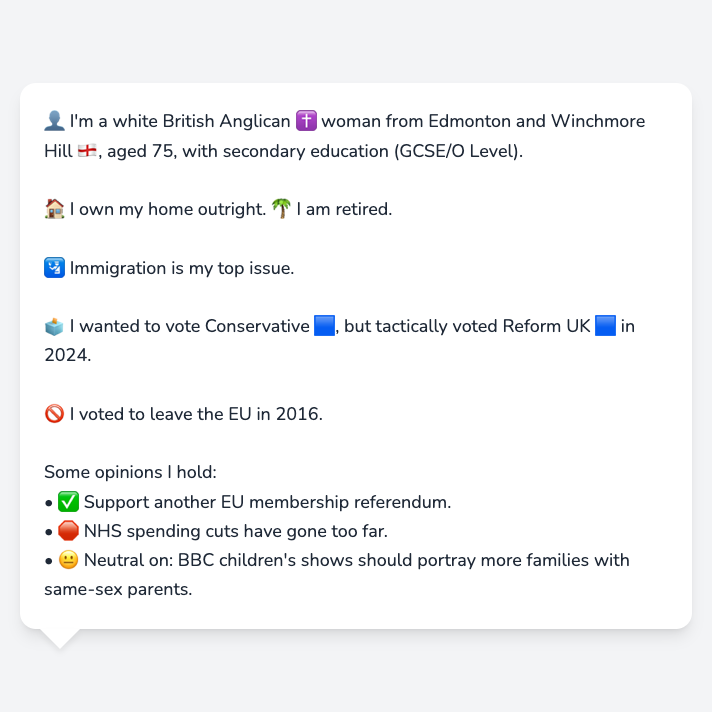 👤 I'm a white British Anglican ✝️ woman from Edmonton and Winchmore
Hill 🏴󠁧󠁢󠁥󠁮󠁧󠁿, aged 75, with secondary education (GCSE/O Level).
🏠 I own my home outright. 🌴 I am retired.
🛂 Immigration is my top issue.
🗳️ I wanted to vote Conservative 🟦, but tactically voted Reform UK 🟦 in
2024.
🚫 I voted to leave the EU in 2016.
Some opinions I hold:
• ✅ Support another EU membership referendum.
• 🛑 NHS spending cuts have gone too far.
• 😐 Neutral on: BBC children's shows should portray more families with
same-sex parents.